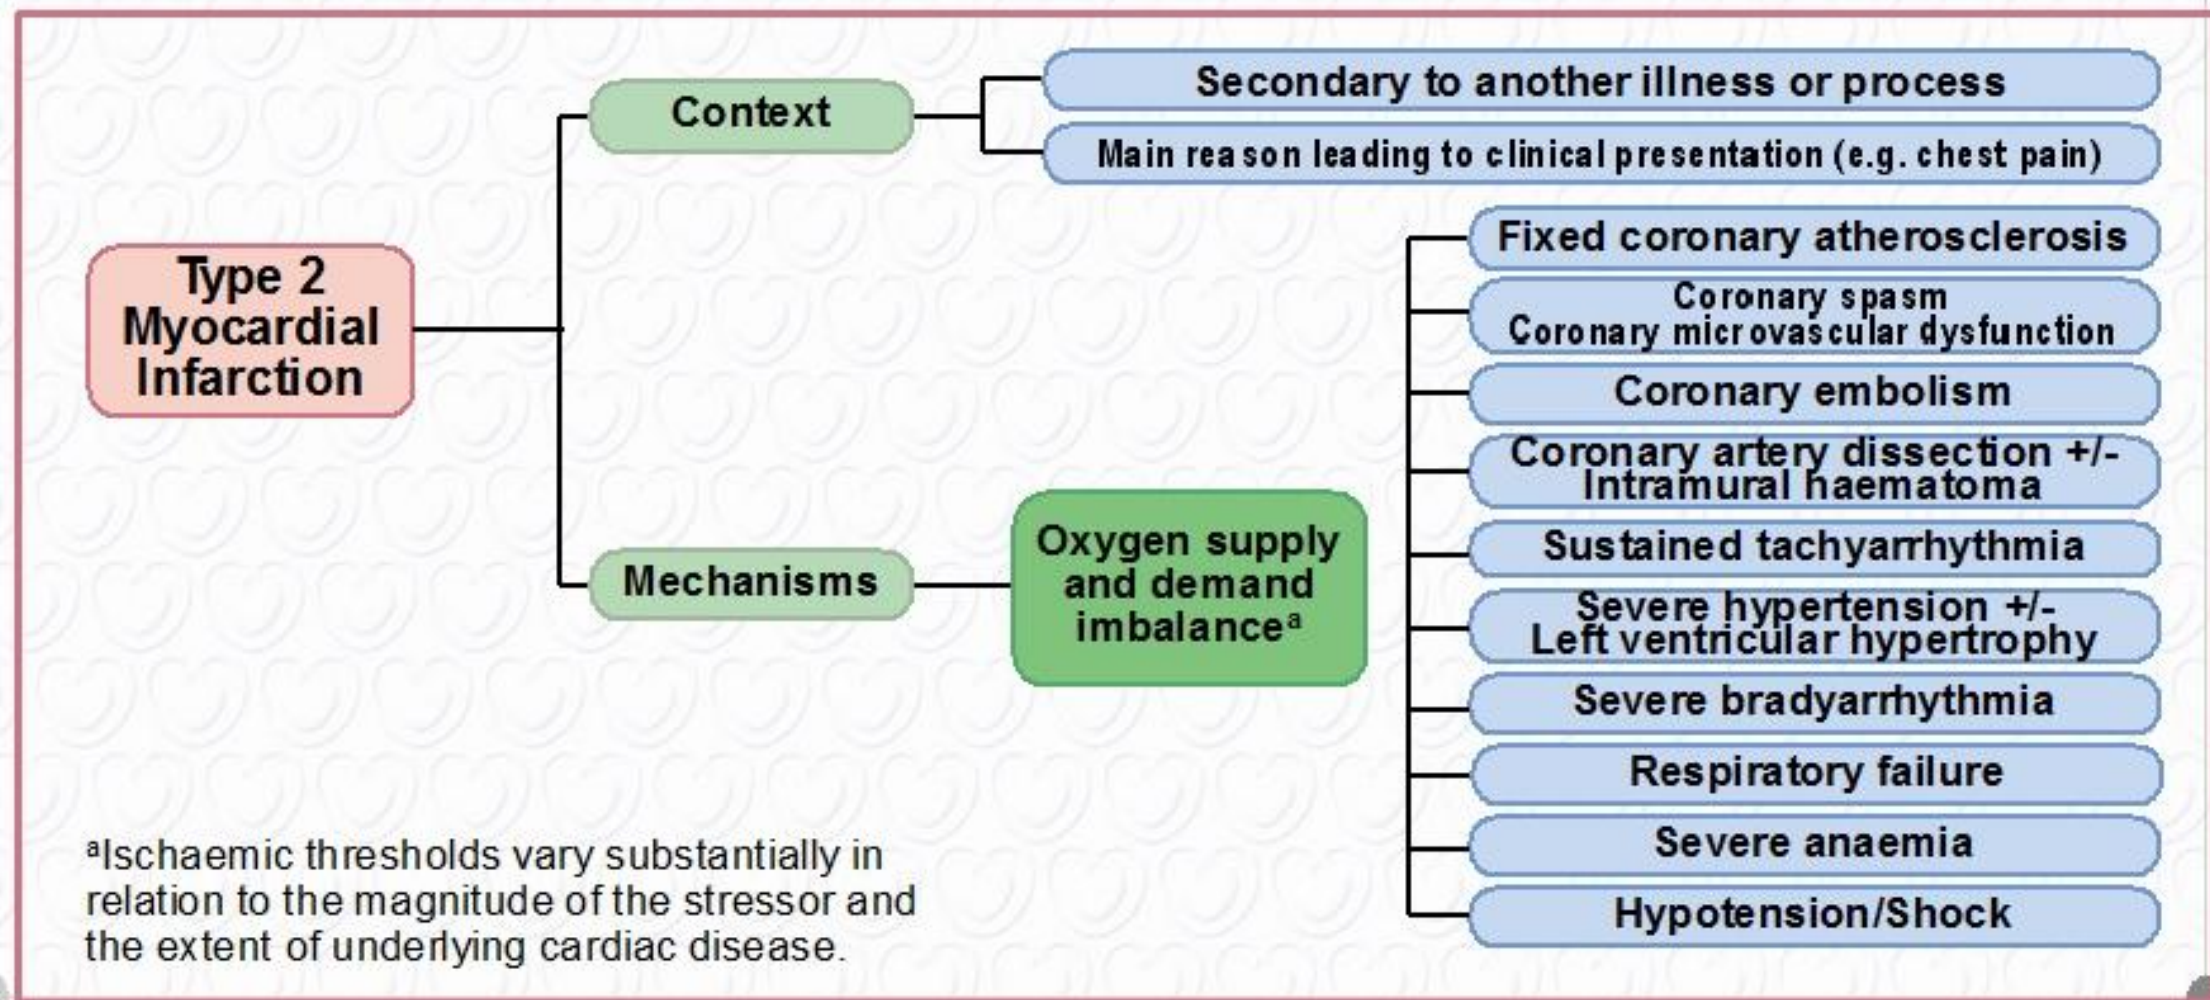 Type 2
Myocardial
Infarction
Context
Secondary to another illness or process
Main reason leading to clinical presentation (e.g. chest pain)
Mechanisms
Oxygen supply
and demand
imbalanceᵃ
Fixed coronary atherosclerosis
Coronary spasm
Coronary microvascular dysfunction
Coronary embolism
Coronary artery dissection +/-
Intramural haematoma
Sustained tachyarrhythmia
Severe hypertension +/-
Left ventricular hypertrophy
Severe bradyarrhythmia
Respiratory failure
Severe anaemia
Hypotension/Shock
ᵃIschaemic thresholds vary substantially in
relation to the magnitude of the stressor and
the extent of underlying cardiac disease.